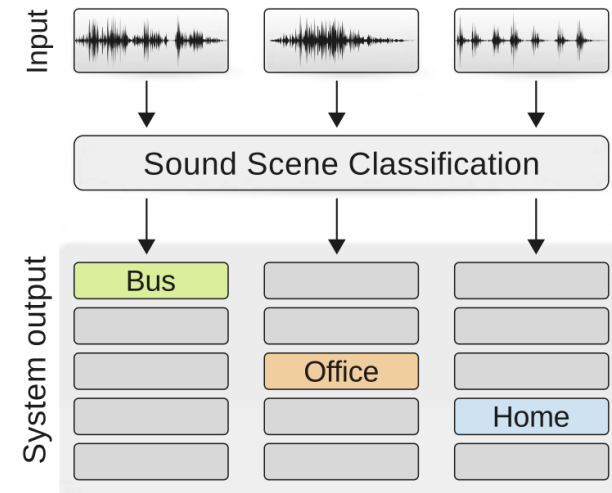 Input
Sound Scene Classification
System output
Bus
Office
Home